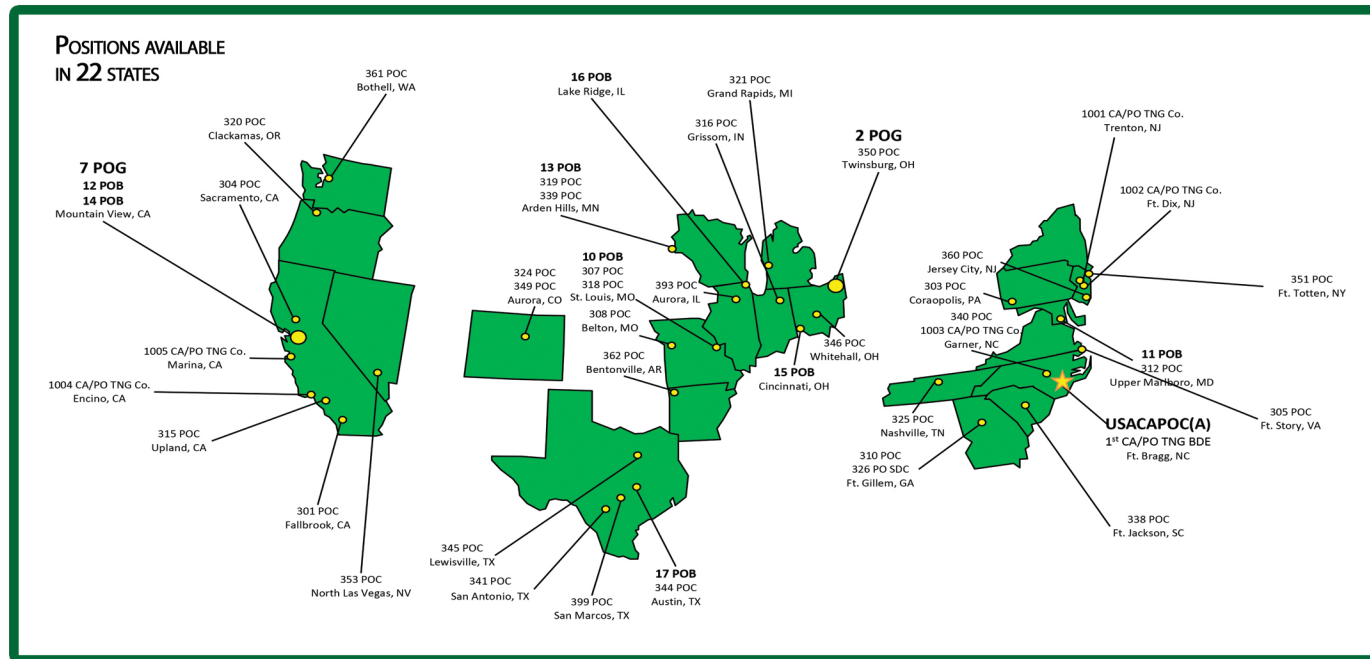 POSITIONS AVAILABLE
IN 22 STATES
361 POC
Bothell, WA
320 POC
Clackamas, OR
7 POG
12 POB
14 POB
Mountain View, CA
304 POC
Sacramento, CA
1005 CA/PO TNG Co.
Marina, CA
1004 CA/PO TNG Co.
Encino, CA
315 POC
Upland, CA
301 POC
Fallbrook, CA
353 POC
North Las Vegas, NV
16 POB
Lake Ridge, IL
321 POC
Grand Rapids, MI
316 POC
Grissom, IN
2 POG
350 POC
Twinsburg, OH
13 POB
319 POC
339 POC
Arden Hills, MN
324 POC
349 POC
Aurora, CO
10 POB
307 POC
318 POC
St. Louis, MO
308 POC
Belton, MO
362 POC
Bentonville, AR
393 POC
Aurora, IL
346 POC
Whitehall, OH
15 POB
Cincinnati, OH
345 POC
Lewisville, TX
341 POC
San Antonio, TX
399 POC
San Marcos, TX
17 POB
344 POC
Austin, TX
1001 CA/PO TNG Co.
Trenton, NJ
1002 CA/PO TNG Co.
Ft. Dix, NJ
360 POC
Jersey City, NJ
303 POC
Coraopolis, PA
340 POC
1003 CA/PO TNG Co.
Garner, NC
351 POC
Ft. Totten, NY
11 POB
312 POC
Upper Marlboro, MD
305 POC
Ft. Story, VA
325 POC
Nashville, TN
USACAPOC(A)
1st CA/PO TNG BDE
Ft. Bragg, NC
310 POC
326 PO SDC
Ft. Gillem, GA
338 POC
Ft. Jackson, SC